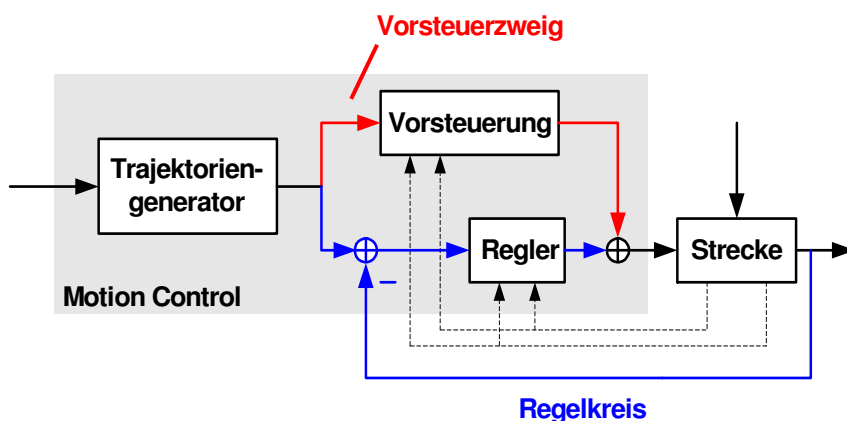 Vorsteuerzweig
Vorsteuerung
Trajektorien-
generator
Regler
Strecke
–
Motion Control
Regelkreis